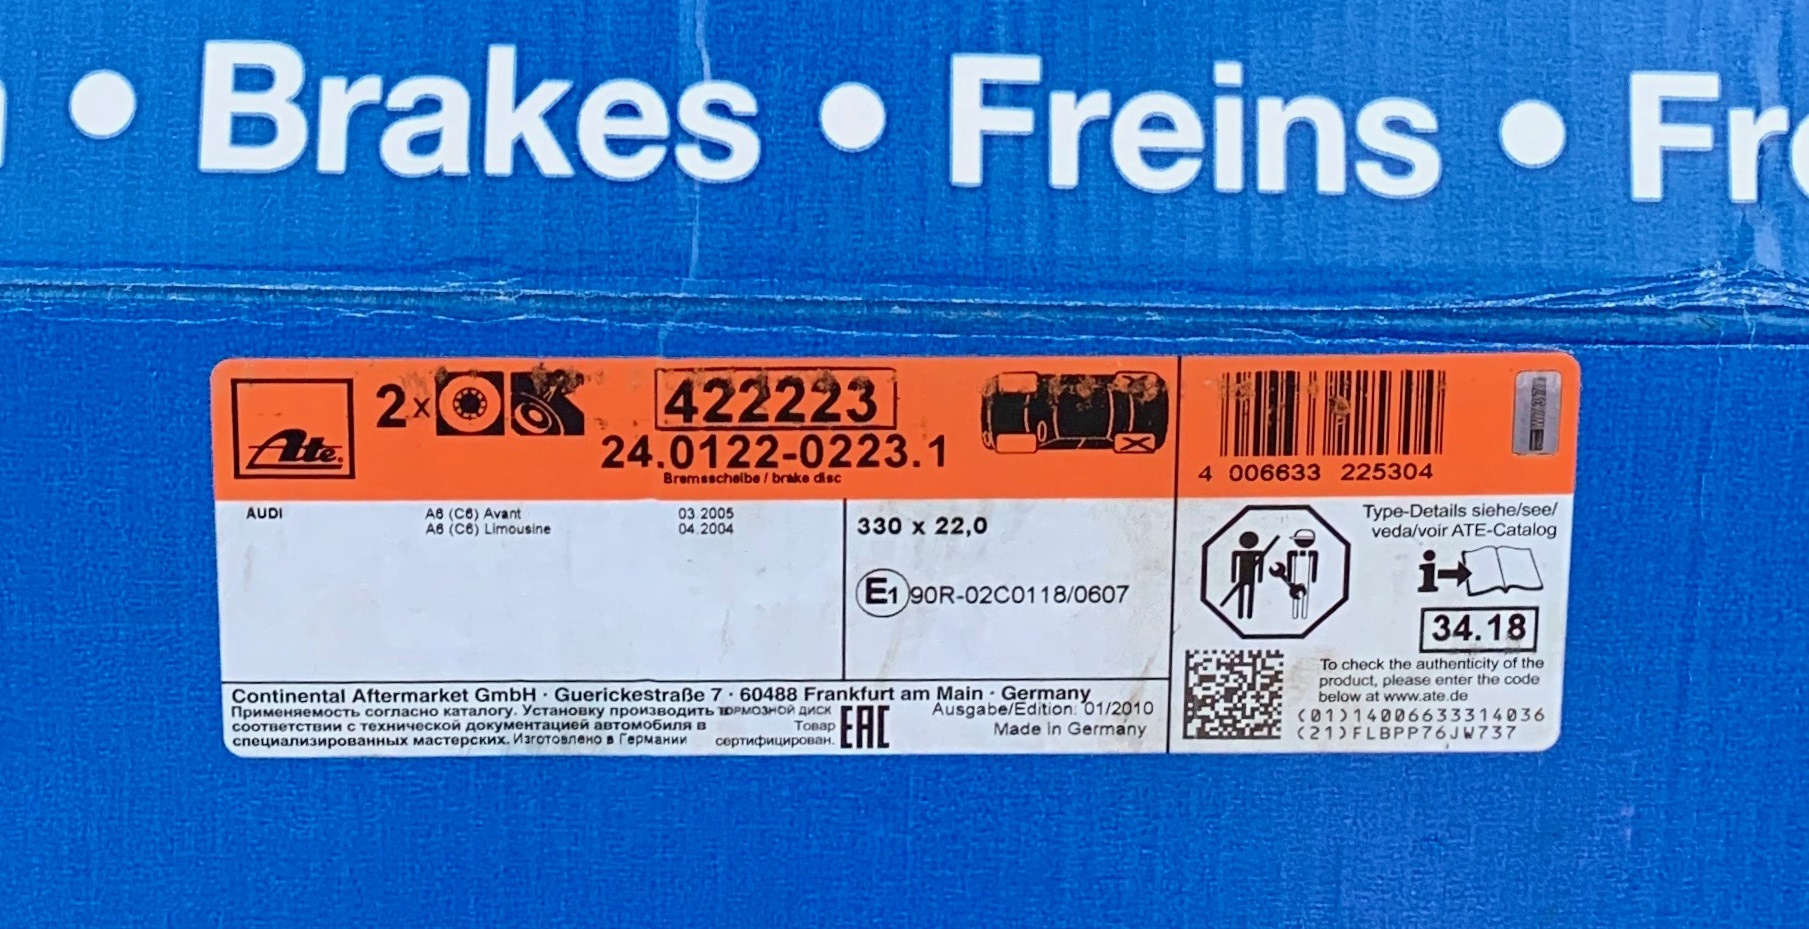 • Brakes • Freins • Fre
Ate.
2x
422223
24.0122-0223.1
Bremsscheibe / brake disc
4 006633 225304
AUDI A6 (C6) Avant 03 2005
A6 (C6) Limousine 04.2004
330 x 22,0
E1 90R-02C0118/0607
Type-Details siehe/see/
veda/voir ATE-Catalog
i
34.18
To check the authenticity of the
product, please enter the code
below at www.ate.de
(01)14006633314036
(21)FLBPP76JW737
Continental Aftermarket GmbH · Guerickestraße 7 · 60488 Frankfurt am Main · Germany
Применяемость согласно каталогу. Установку производить
соответствии с технической документацией автомобиля в
специализированных мастерских. Изготовлено в Германии
ТОРМОЗНОЙ ДИСК
Товар
сертифицирован.
EAC
Ausgabe/Edition: 01/2010
Made in Germany